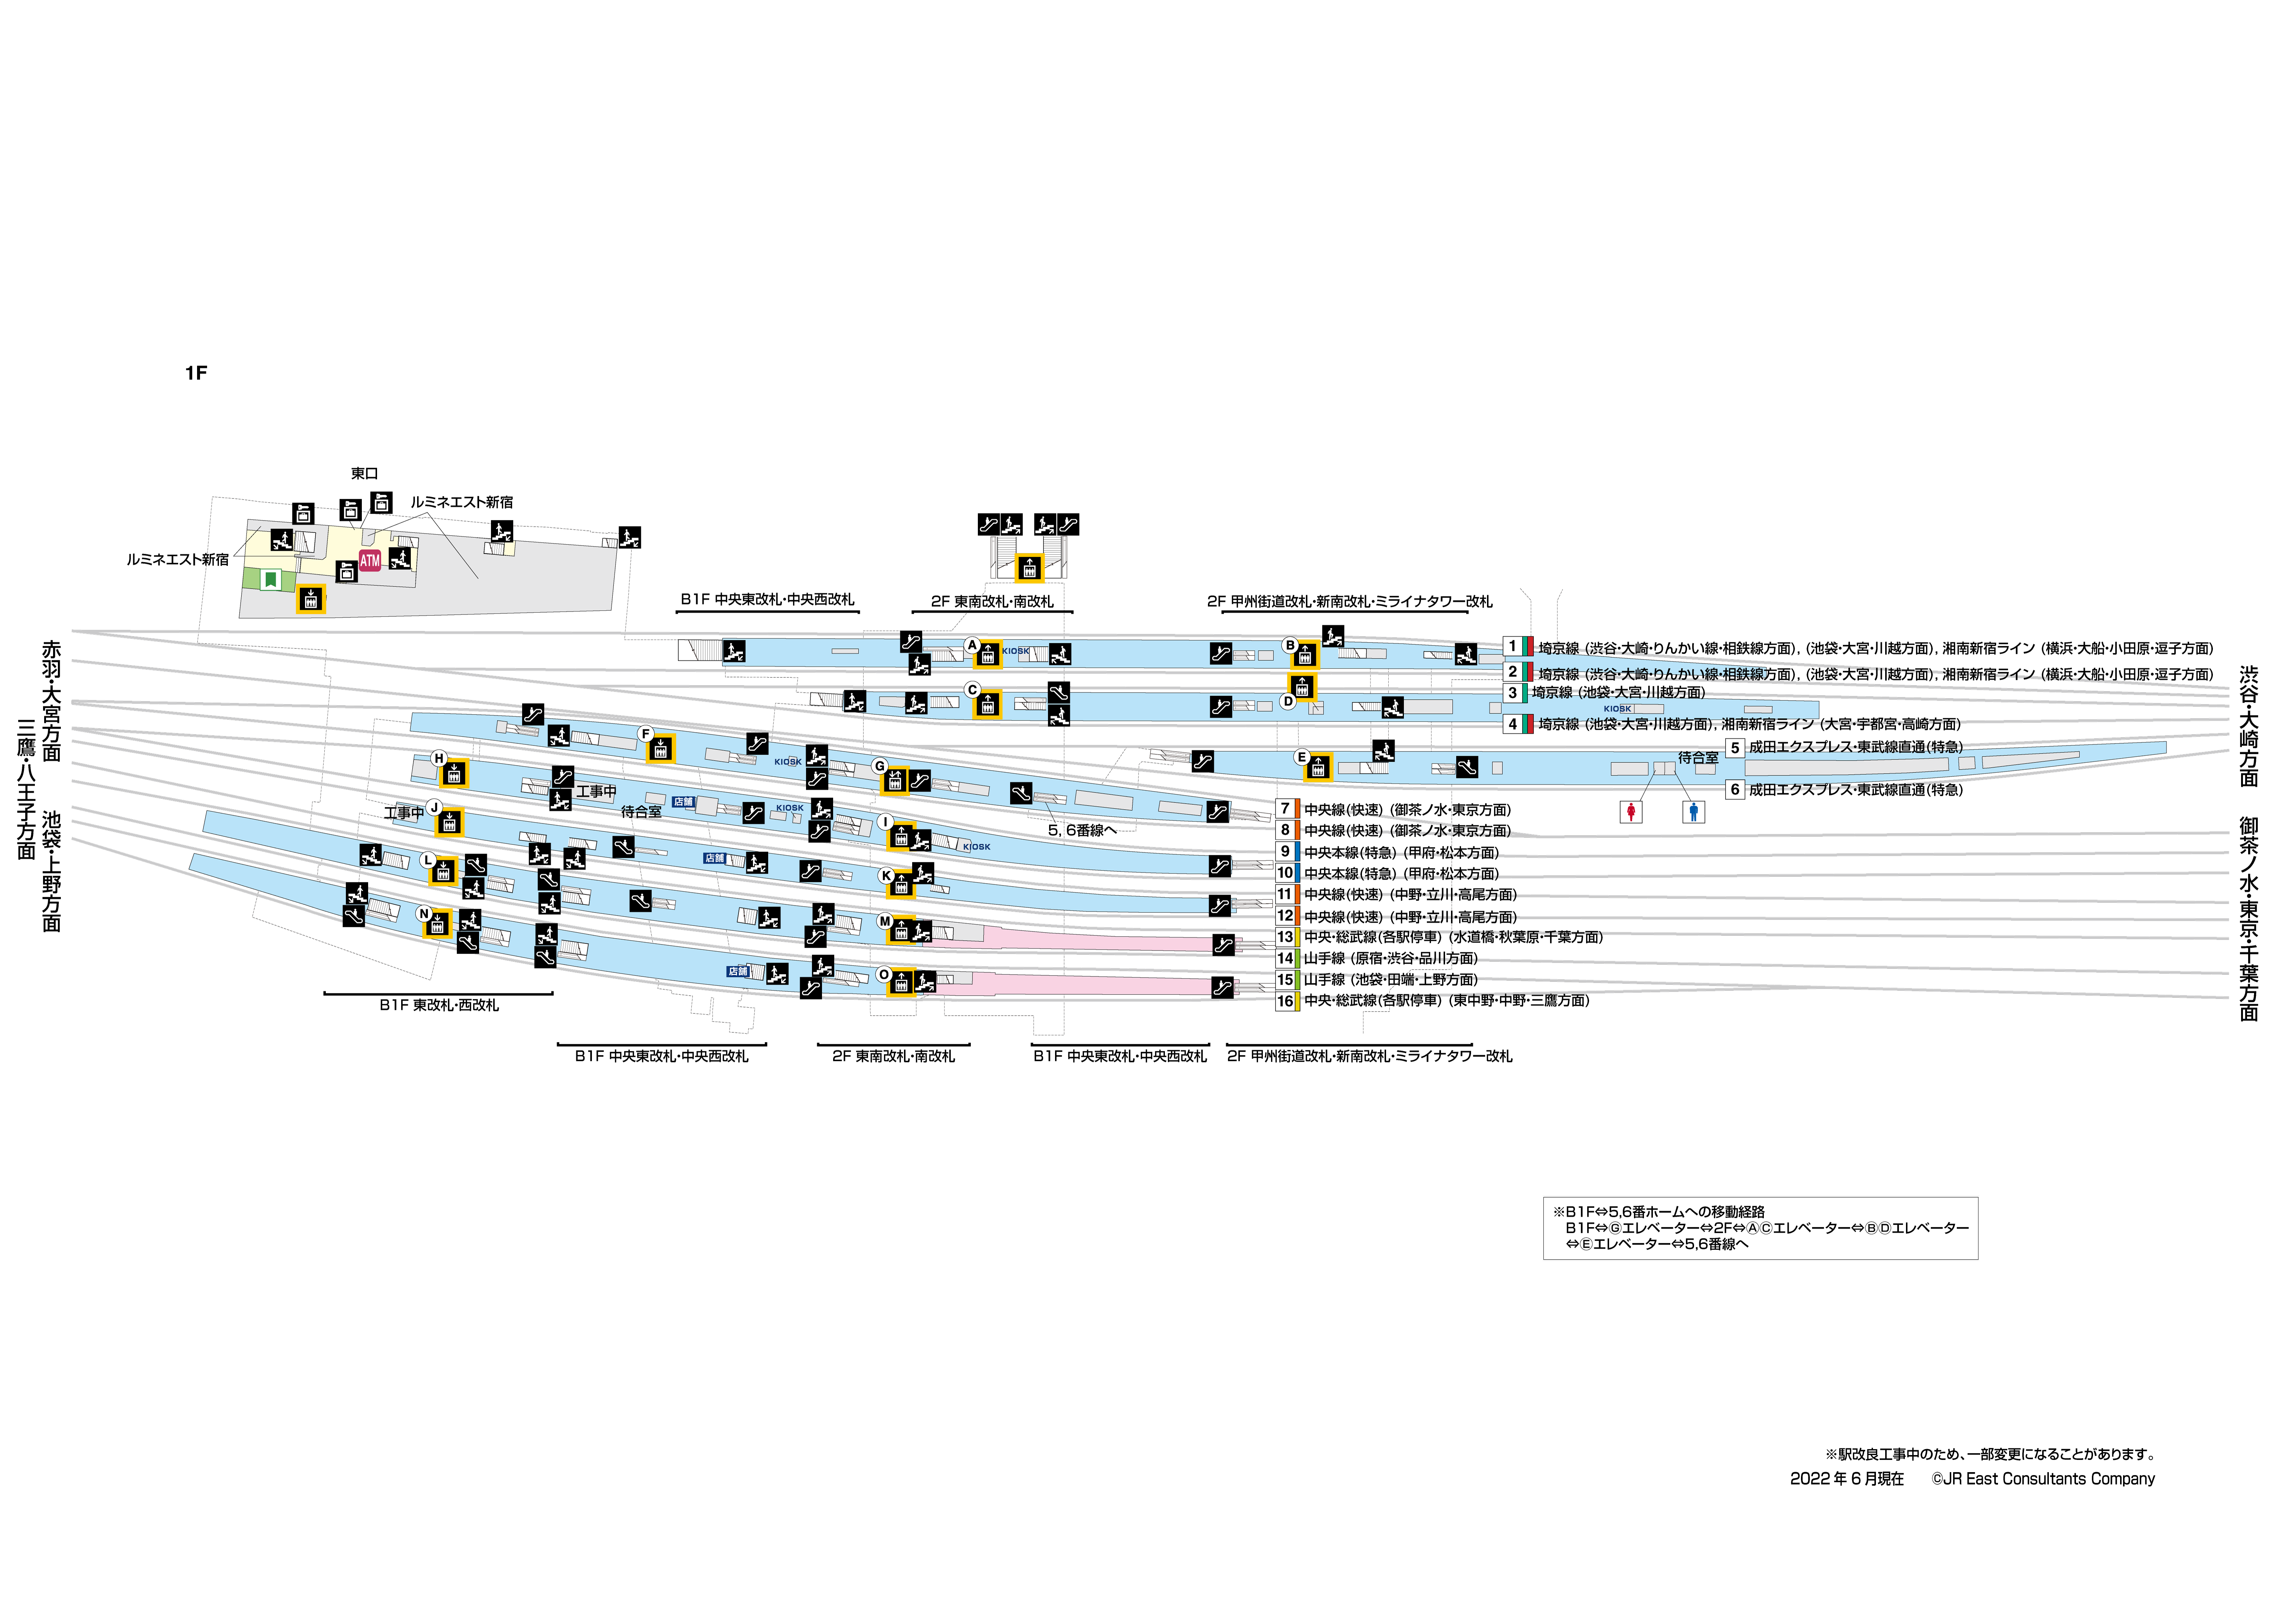 1F
東口
ルミネエスト新宿
ルミネエスト新宿
ATM
B1F 中央東改札・中央西改札
2F 東南改札・南改札
2F 甲州街道改札・新南改札・ミライナタワー改札
赤羽・大宮方面
三鷹・八王子方面
池袋・上野方面
渋谷・大崎方面
御茶ノ水・東京・千葉方面
A
KIOSK
B
C
D
KIOSK
E
待合室
F
KIOSK
G
5, 6番線へ
H
工事中
待合室
店舗
KIOSK
I
KIOSK
工事中
J
店舗
K
L
M
N
店舗
O
1 埼京線 (渋谷・大崎・りんかい線・相鉄線方面), (池袋・大宮・川越方面), 湘南新宿ライン (横浜・大船・小田原・逗子方面)
2 埼京線 (渋谷・大崎・りんかい線・相鉄線方面), (池袋・大宮・川越方面), 湘南新宿ライン (横浜・大船・小田原・逗子方面)
3 埼京線 (池袋・大宮・川越方面)
4 埼京線 (池袋・大宮・川越方面), 湘南新宿ライン (大宮・宇都宮・高崎方面)
5 成田エクスプレス・東武線直通(特急)
6 成田エクスプレス・東武線直通(特急)
7 中央線(快速) (御茶ノ水・東京方面)
8 中央線(快速) (御茶ノ水・東京方面)
9 中央本線(特急) (甲府・松本方面)
10 中央本線(特急) (甲府・松本方面)
11 中央線(快速) (中野・立川・高尾方面)
12 中央線(快速) (中野・立川・高尾方面)
13 中央・総武線(各駅停車) (水道橋・秋葉原・千葉方面)
14 山手線 (原宿・渋谷・品川方面)
15 山手線 (池袋・田端・上野方面)
16 中央・総武線(各駅停車) (東中野・中野・三鷹方面)
B1F 東改札・西改札
B1F 中央東改札・中央西改札
2F 東南改札・南改札
B1F 中央東改札・中央西改札
2F 甲州街道改札・新南改札・ミライナタワー改札
※B1F⇔5,6番ホームへの移動経路
B1F⇔Ⓖエレベーター⇔2F⇔ⒶⒸエレベーター⇔ⒷⒹエレベーター
⇔Ⓔエレベーター⇔5,6番線へ
※駅改良工事中のため、一部変更になることがあります。
2022年6月現在 ©JR East Consultants Company